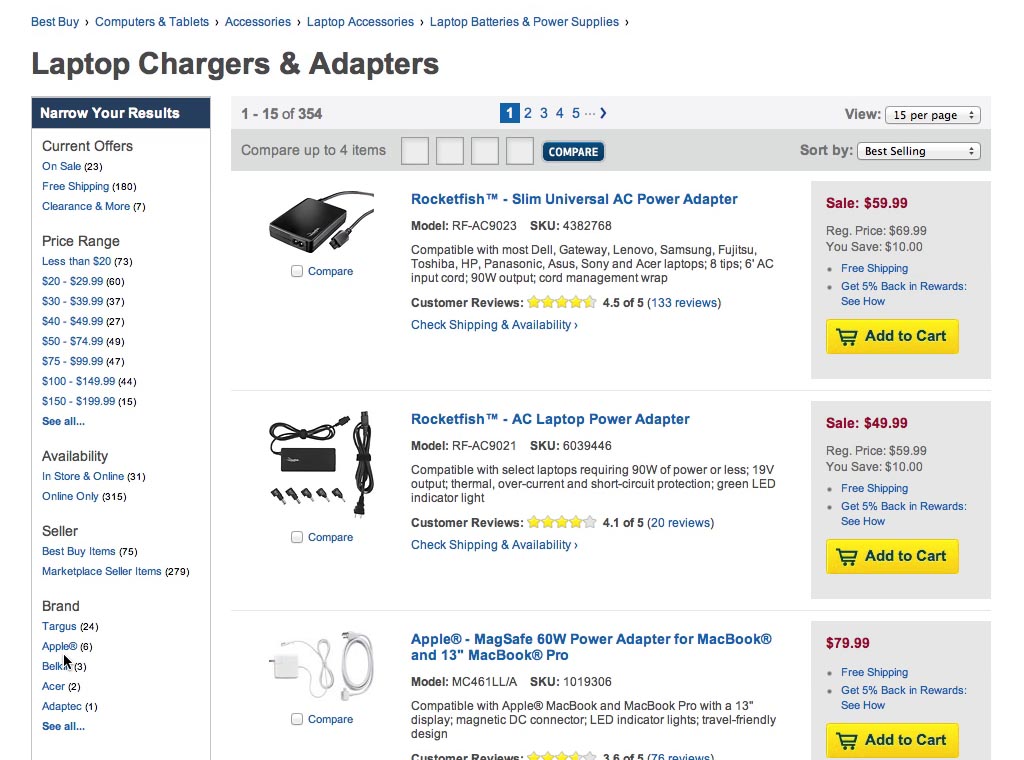 Best Buy › Computers & Tablets › Accessories › Laptop Accessories › Laptop Batteries & Power Supplies ›
Laptop Chargers & Adapters
Narrow Your Results
Current Offers
On Sale (23)
Free Shipping (180)
Clearance & More (7)
Price Range
Less than $20 (73)
$20 - $29.99 (60)
$30 - $39.99 (37)
$40 - $49.99 (27)
$50 - $74.99 (49)
$75 - $99.99 (47)
$100 - $149.99 (44)
$150 - $199.99 (15)
See all...
Availability
In Store & Online (31)
Online Only (315)
Seller
Best Buy Items (75)
Marketplace Seller Items (279)
Brand
Targus (24)
Apple® (6)
Belkin (3)
Acer (2)
Adaptec (1)
See all...
1 - 15 of 354
1 2 3 4 5 ... ›
View: 15 per page
Compare up to 4 items
COMPARE
Sort by: Best Selling
Compare
Rocketfish™ - Slim Universal AC Power Adapter
Model: RF-AC9023 SKU: 4382768
Compatible with most Dell, Gateway, Lenovo, Samsung, Fujitsu,
Toshiba, HP, Panasonic, Asus, Sony and Acer laptops; 8 tips; 6' AC
input cord; 90W output; cord management wrap
Customer Reviews: 4.5 of 5 (133 reviews)
Check Shipping & Availability ›
Sale: $59.99
Reg. Price: $69.99
You Save: $10.00
Free Shipping
Get 5% Back in Rewards:
See How
Add to Cart
Compare
Rocketfish™ - AC Laptop Power Adapter
Model: RF-AC9021 SKU: 6039446
Compatible with select laptops requiring 90W of power or less; 19V
output; thermal, over-current and short-circuit protection; green LED
indicator light
Customer Reviews: 4.1 of 5 (20 reviews)
Check Shipping & Availability ›
Sale: $49.99
Reg. Price: $59.99
You Save: $10.00
Free Shipping
Get 5% Back in Rewards:
See How
Add to Cart
Compare
Apple® - MagSafe 60W Power Adapter for MacBook®
and 13" MacBook® Pro
Model: MC461LL/A SKU: 1019306
Compatible with Apple® MacBook and MacBook Pro with a 13"
display; magnetic DC connector; LED indicator lights; travel-friendly
design
Customer Reviews: 3.6 of 5 (76 reviews)
$79.99
Free Shipping
Get 5% Back in Rewards:
See How
Add to Cart